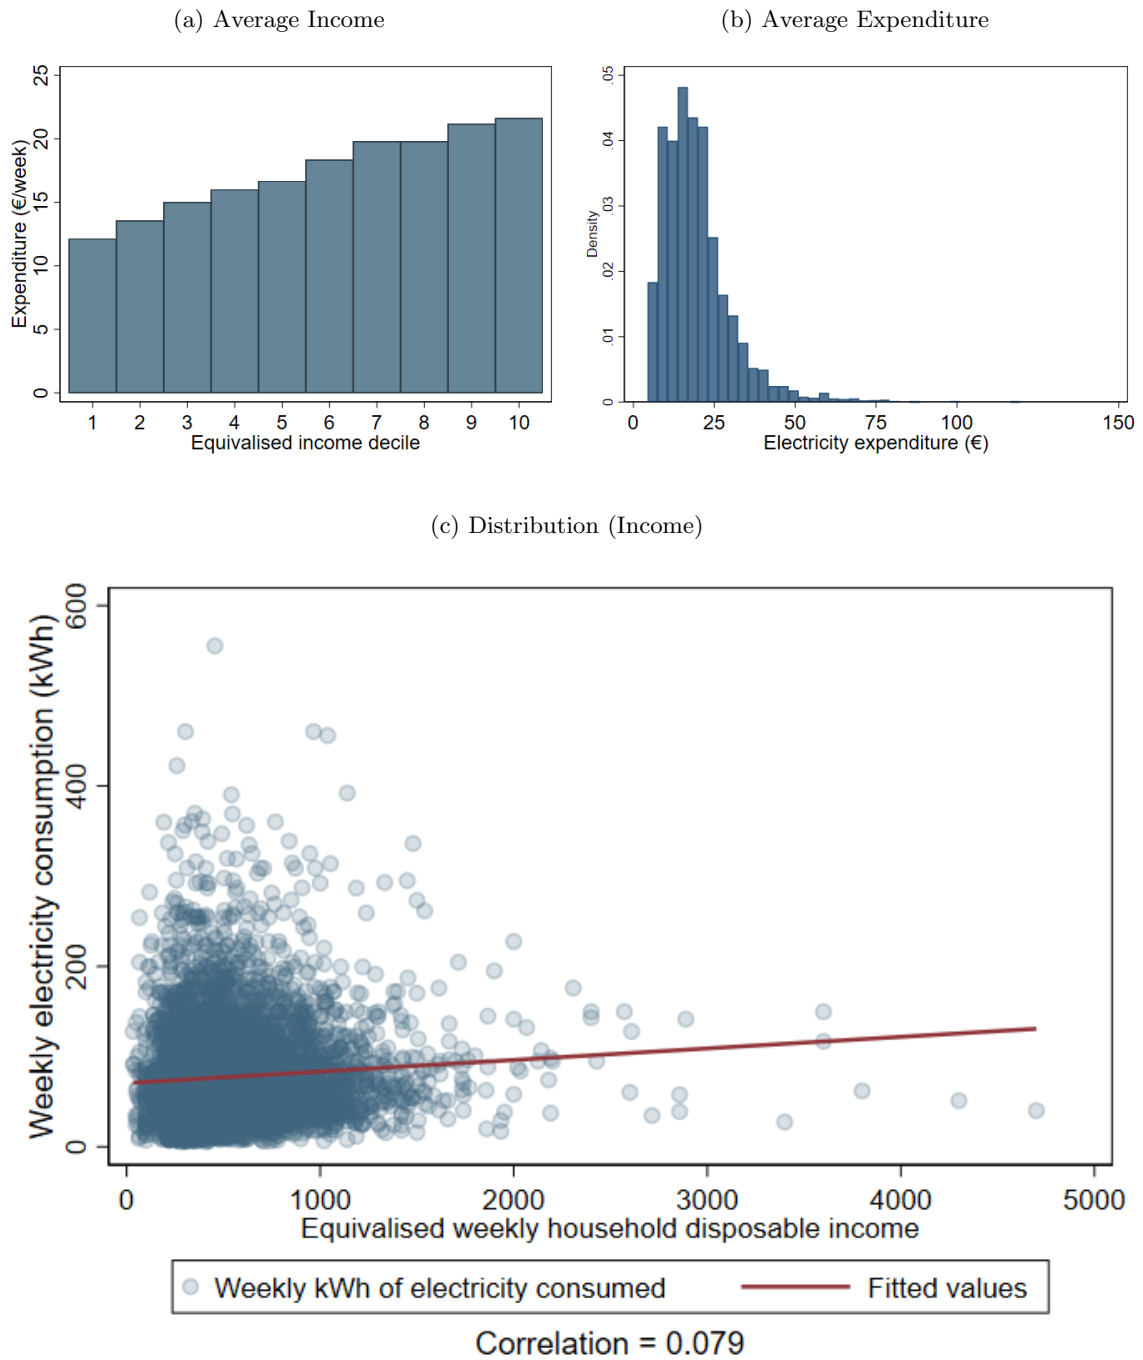 (a) Average Income
Expenditure (€/week)
25
20
15
10
5
0
1 2 3 4 5 6 7 8 9 10
Equivalised income decile
(b) Average Expenditure
Density
.05
.04
.03
.02
.01
0
0 25 50 75 100 150
Electricity expenditure (€)
(c) Distribution (Income)
Weekly electricity consumption (kWh)
600
400
200
0
0 1000 2000 3000 4000 5000
Equivalised weekly household disposable income
Weekly kWh of electricity consumed Fitted values
Correlation = 0.079